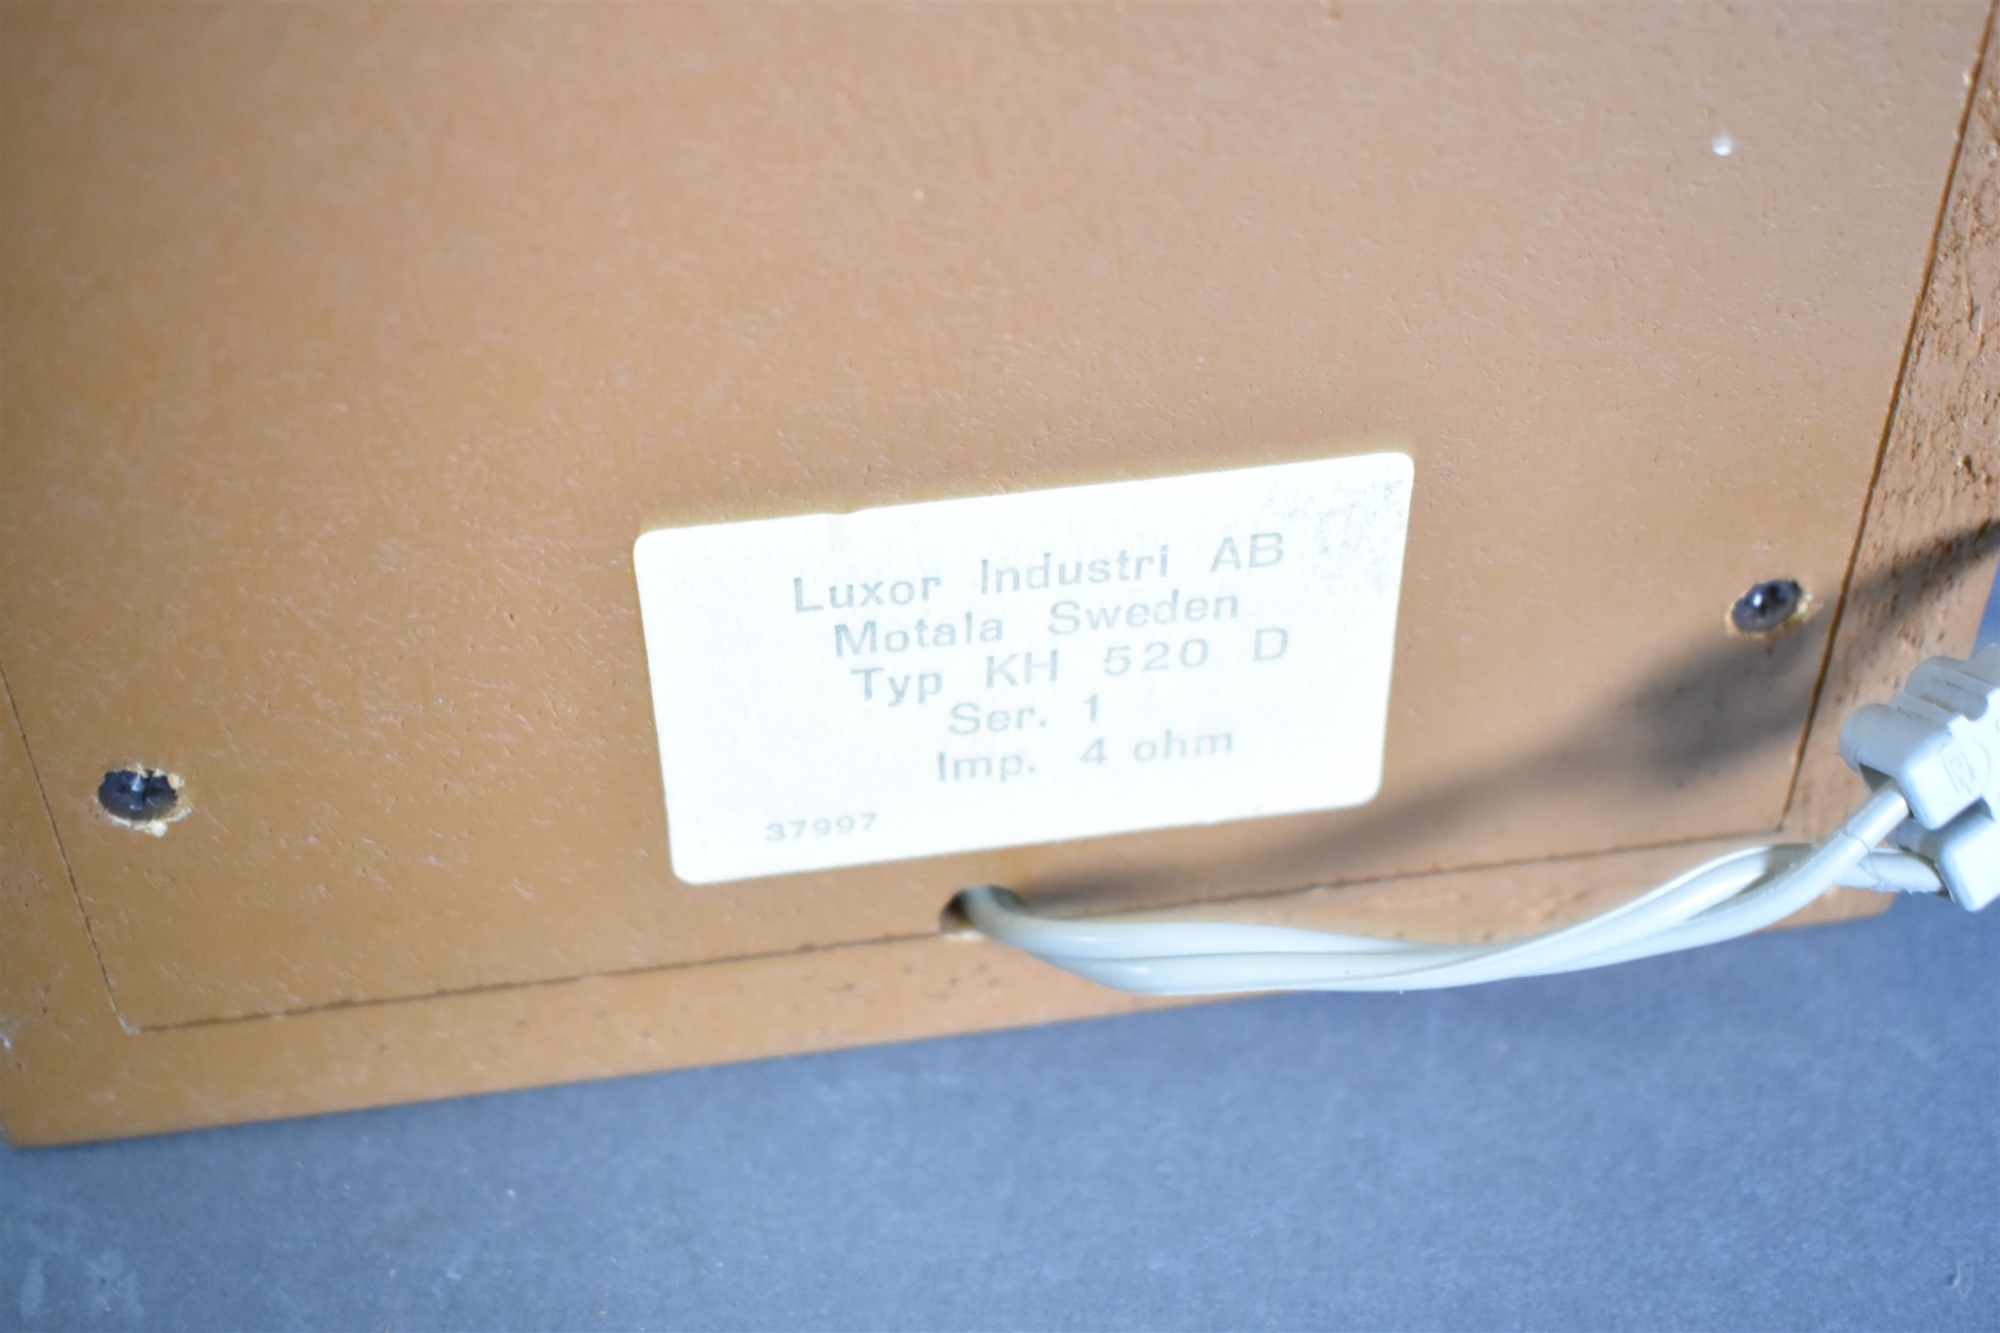 Luxor Industri AB
Motala Sweden
Typ KH 520 D
Ser. 1
Imp. 4 ohm
37997